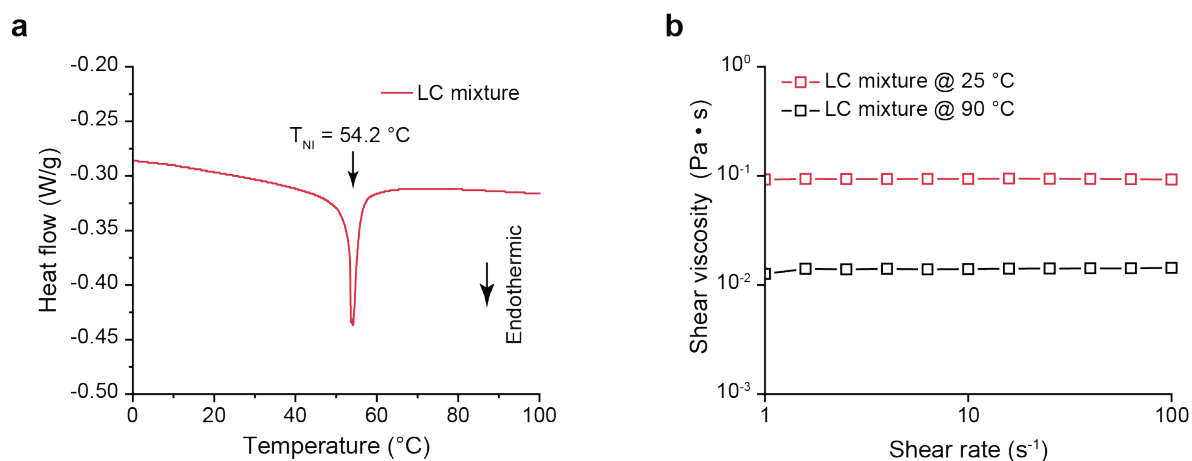 a
-0.20
-0.25
-0.30
-0.35
-0.40
-0.45
-0.50
Heat flow (W/g)
LC mixture
T_NI = 54.2 °C
Endothermic
0 20 40 60 80 100
Temperature (°C)
b
10⁰
10⁻¹
10⁻²
10⁻³
Shear viscosity (Pa • s)
LC mixture @ 25 °C
LC mixture @ 90 °C
1 10 100
Shear rate (s⁻¹)